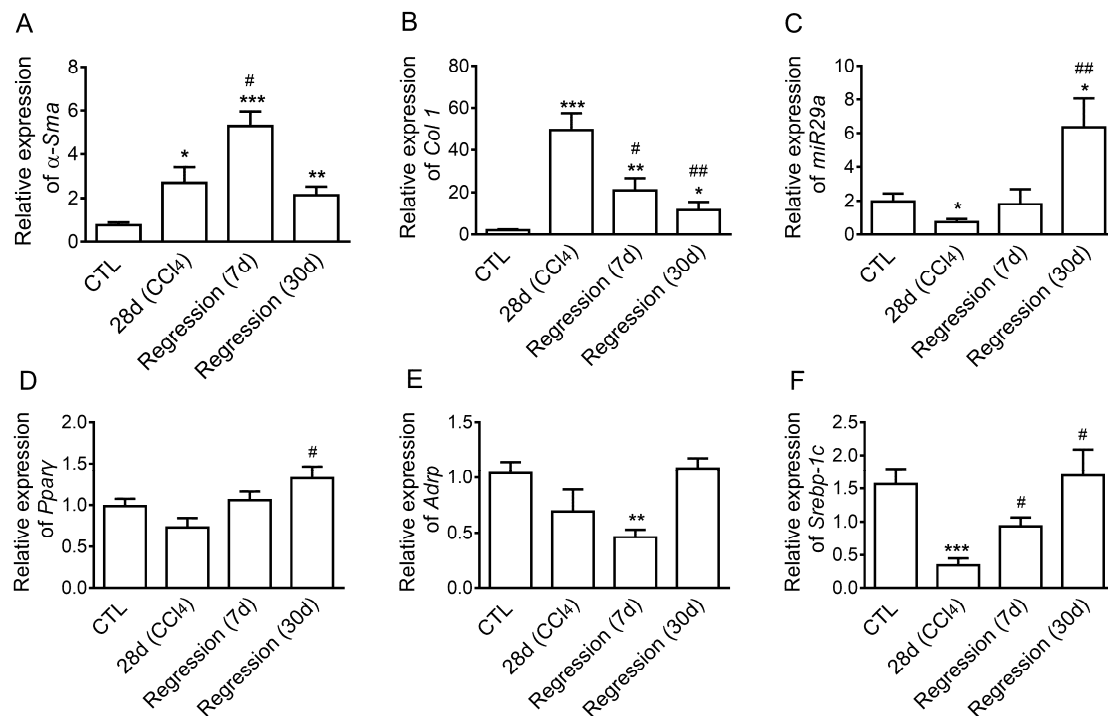 A
Relative expression
of α-Sma
8
6
4
2
0
*
#
***
**
CTL
28d (CCl4)
Regression (7d)
Regression (30d)
B
Relative expression
of Col 1
80
60
40
20
0
***
#
**
##
*
CTL
28d (CCl4)
Regression (7d)
Regression (30d)
C
Relative expression
of miR29a
10
8
6
4
2
0
*
##
*
CTL
28d (CCl4)
Regression (7d)
Regression (30d)
D
Relative expression
of Pparγ
2.0
1.5
1.0
0.5
0.0
#
CTL
28d (CCl4)
Regression (7d)
Regression (30d)
E
Relative expression
of Adrp
1.5
1.0
0.5
0.0
**
CTL
28d (CCl4)
Regression (7d)
Regression (30d)
F
Relative expression
of Srebp-1c
2.5
2.0
1.5
1.0
0.5
0.0
***
#
#
CTL
28d (CCl4)
Regression (7d)
Regression (30d)